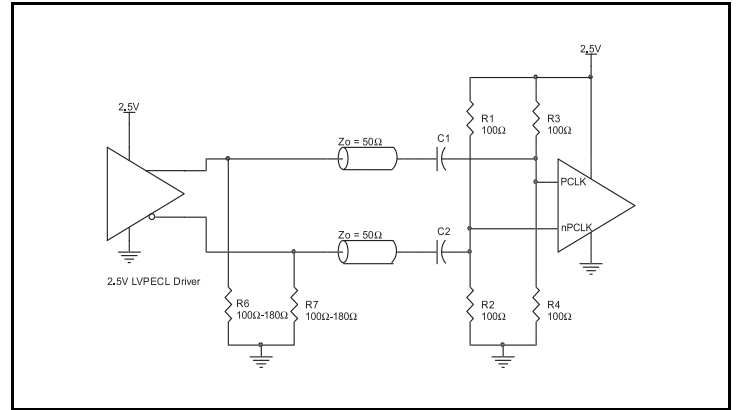 2.5V
2.5V
R1
100Ω
R3
100Ω
Zo = 50Ω
C1
PCLK
nPCLK
Zo = 50Ω
C2
2.5V LVPECL Driver
R6
100Ω-180Ω
R7
100Ω-180Ω
R2
100Ω
R4
100Ω